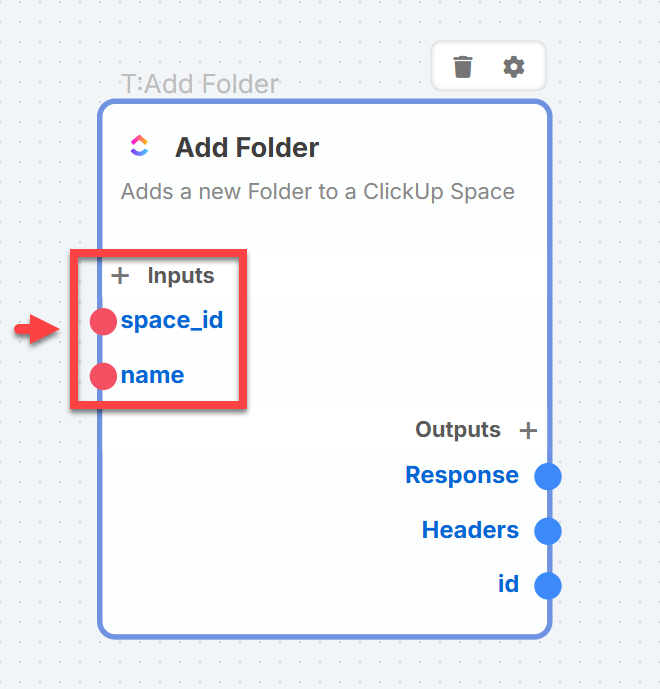 T:Add Folder
Add Folder
Adds a new Folder to a ClickUp Space
+ Inputs
space_id
name
Outputs +
Response
Headers
id